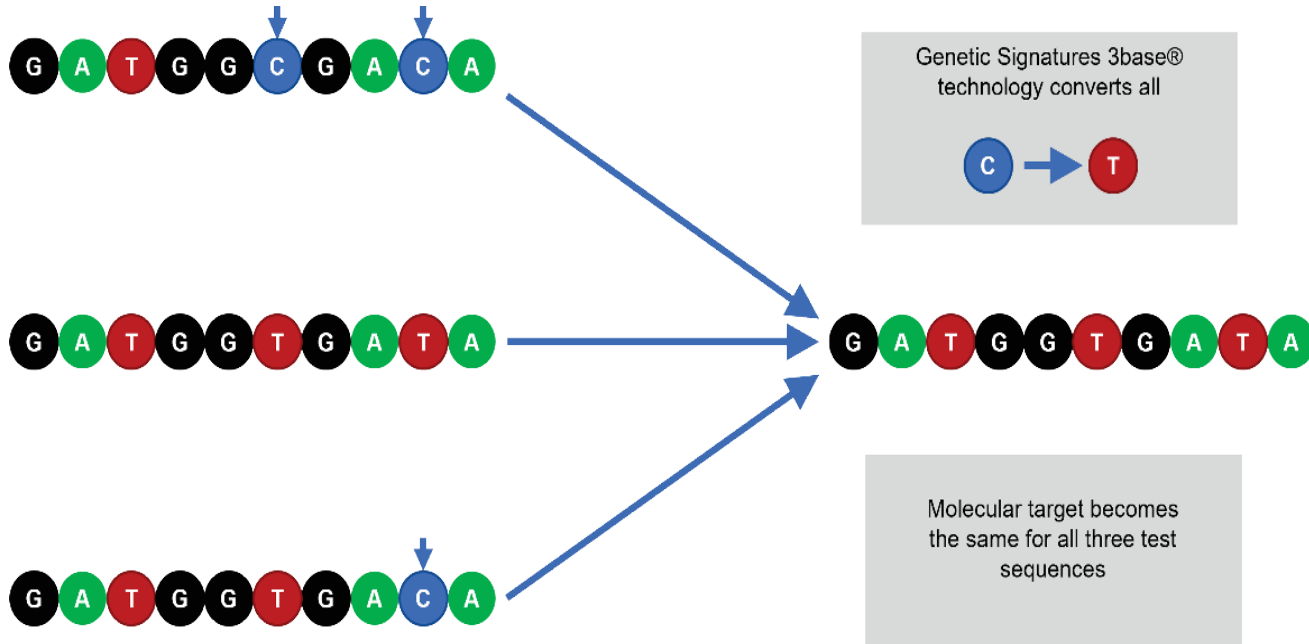 G A T G G C G A C A
Genetic Signatures 3base®
technology converts all
C T
G A T G G T G A T A
G A T G G T G A T A
Molecular target becomes
the same for all three test
sequences
G A T G G T G A C A